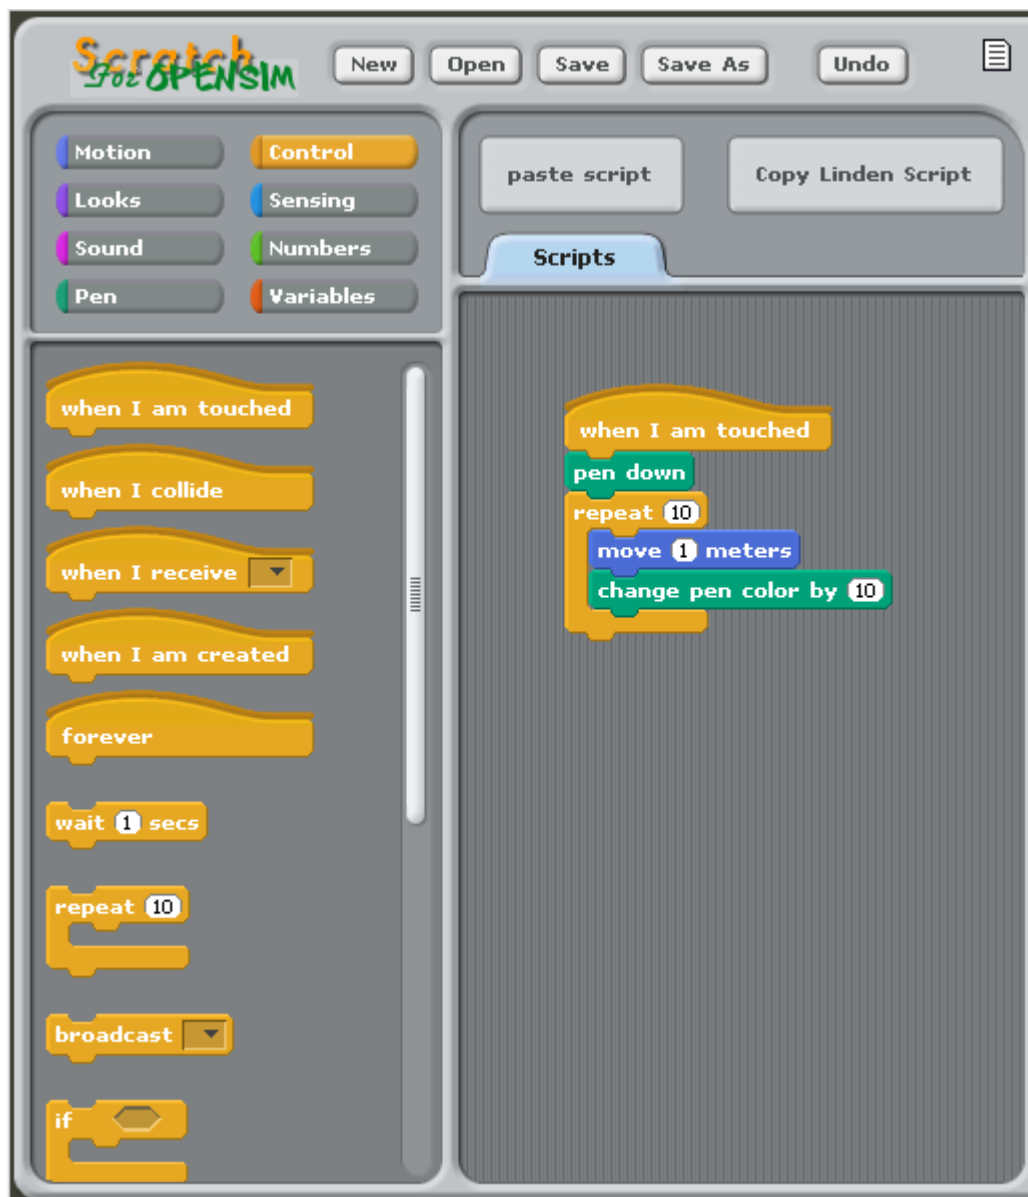 Scratch
For OPENSIM
New
Open
Save
Save As
Undo
Motion
Control
Looks
Sensing
Sound
Numbers
Pen
Variables
paste script
Copy Linden Script
Scripts
when I am touched
when I collide
when I receive
when I am created
forever
wait 1 secs
repeat 10
broadcast
if
when I am touched
pen down
repeat 10
move 1 meters
change pen color by 10